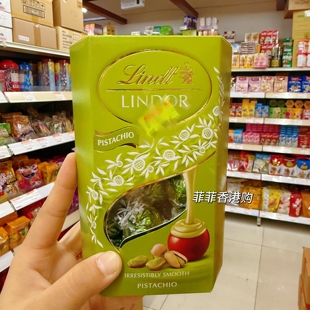 Lindt
LINDOR
PISTACHIO
菲菲香港购
IRRESISTIBLY SMOOTH
PISTACHIO